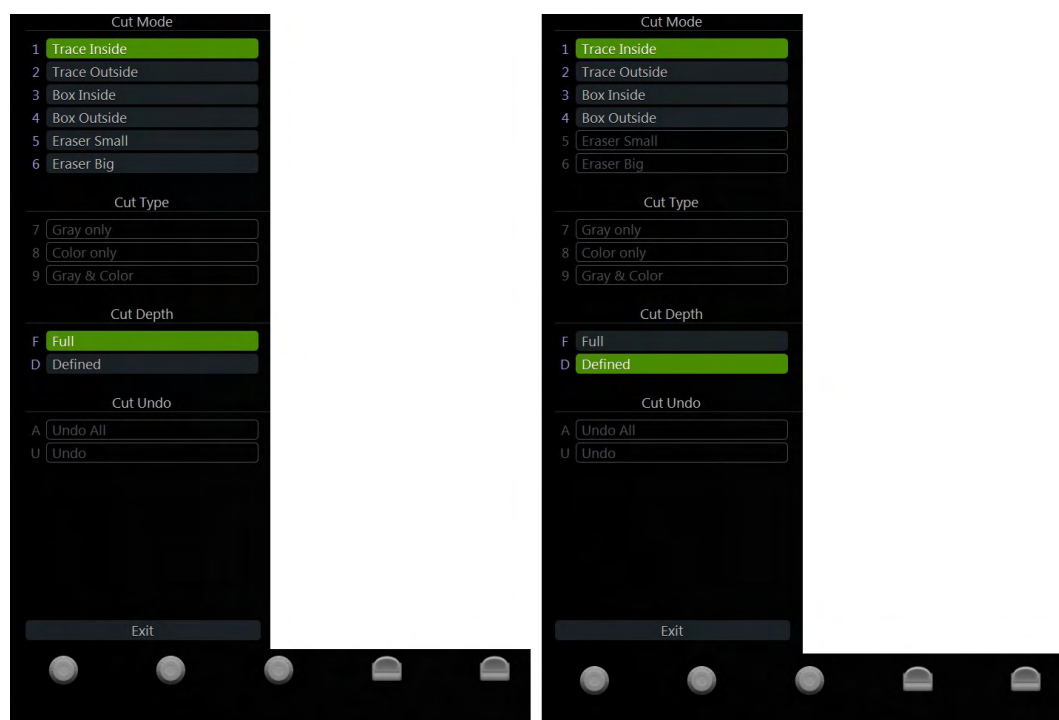 Cut Mode
1 Trace Inside
2 Trace Outside
3 Box Inside
4 Box Outside
5 Eraser Small
6 Eraser Big
Cut Type
7 Gray only
8 Color only
9 Gray & Color
Cut Depth
F Full
D Defined
Cut Undo
A Undo All
U Undo
Exit
Cut Mode
1 Trace Inside
2 Trace Outside
3 Box Inside
4 Box Outside
5 Eraser Small
6 Eraser Big
Cut Type
7 Gray only
8 Color only
9 Gray & Color
Cut Depth
F Full
D Defined
Cut Undo
A Undo All
U Undo
Exit